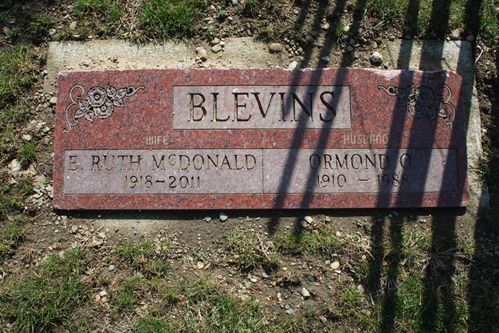 BLEVINS
WIFE HUSBAND
E. RUTH McDONALD ORMOND O.
1918-2011 1910-1988